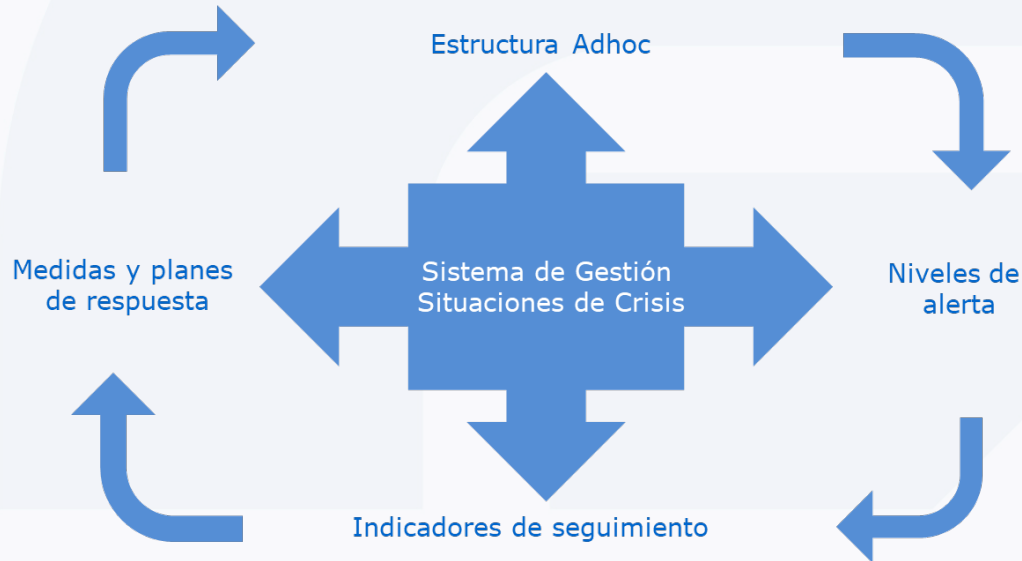 Estructura Adhoc
Medidas y planes
de respuesta
Sistema de Gestión
Situaciones de Crisis
Niveles de
alerta
Indicadores de seguimiento